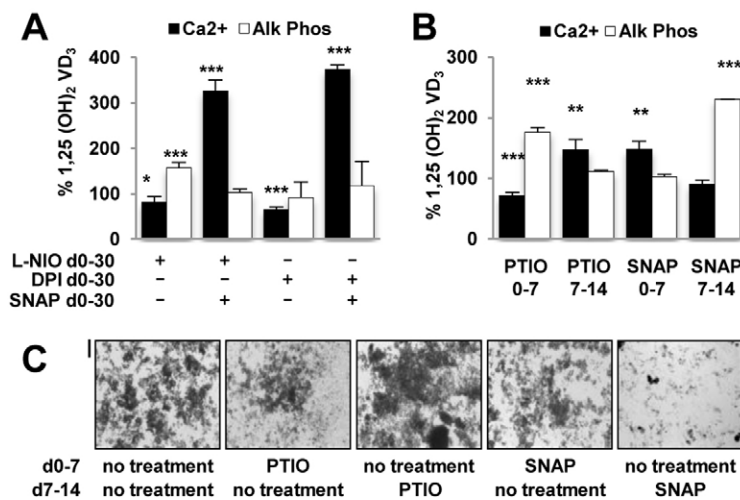 A
■Ca2+ □Alk Phos
% 1,25 (OH)₂ VD₃
400
300
200
100
0
* *** *** *** ***
L-NIO d0-30 + + − −
DPI d0-30 − − + +
SNAP d0-30 − + − +
B
■Ca2+ □Alk Phos
% 1,25 (OH)₂ VD₃
300
200
100
0
*** *** ** ** ***
PTIO PTIO SNAP SNAP
0-7 7-14 0-7 7-14
C
d0-7 no treatment PTIO no treatment SNAP no treatment
d7-14 no treatment no treatment PTIO no treatment SNAP